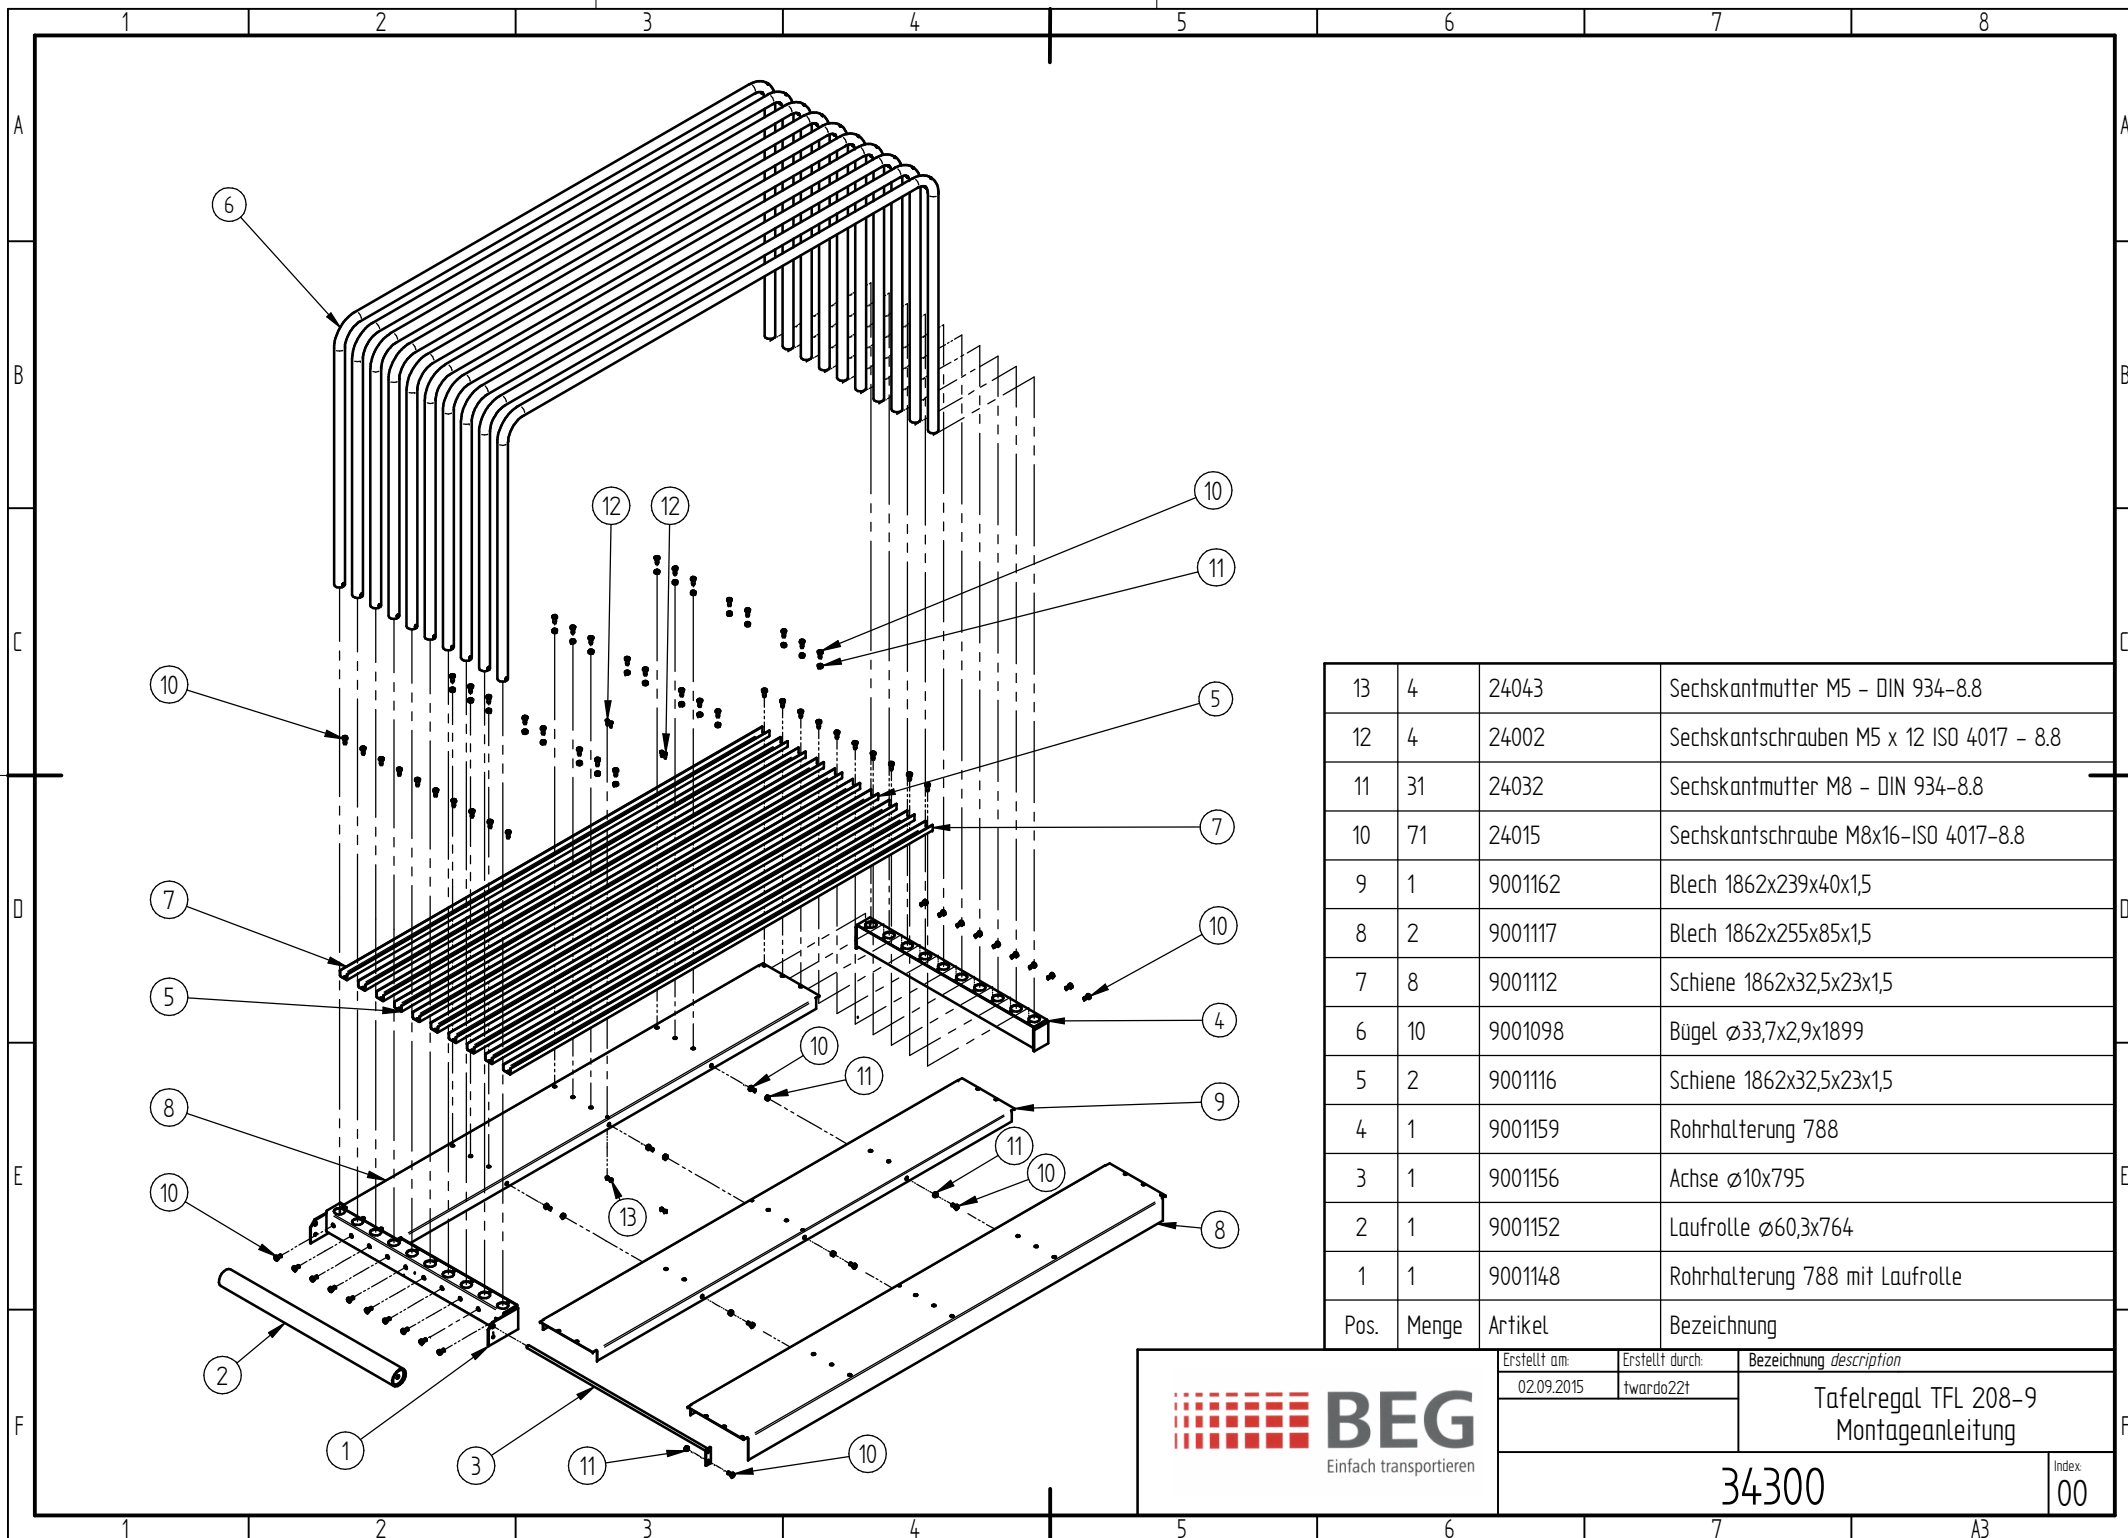 1 2 3 4 5 6 7 8
A A
6
B B
12 12 10
11
C C
10
5
7
7
10
D D
5
4
10
11
8
9
11
10
E E
10
13
8
2
1
3
11
10
F F
13 4 24043 Sechskantmutter M5 - DIN 934-8.8
12 4 24002 Sechskantschrauben M5 x 12 ISO 4017 - 8.8
11 31 24032 Sechskantmutter M8 - DIN 934-8.8
10 71 24015 Sechskantschraube M8x16-ISO 4017-8.8
9 1 9001162 Blech 1862x239x40x1,5
8 2 9001117 Blech 1862x255x85x1,5
7 8 9001112 Schiene 1862x32,5x23x1,5
6 10 9001098 Bügel ⌀33,7x2,9x1899
5 2 9001116 Schiene 1862x32,5x23x1,5
4 1 9001159 Rohrhalterung 788
3 1 9001156 Achse ⌀10x795
2 1 9001152 Laufrolle ⌀60,3x764
1 1 9001148 Rohrhalterung 788 mit Laufrolle
Pos. Menge Artikel Bezeichnung
BEG
Einfach transportieren
Erstellt am: Erstellt durch: Bezeichnung description
02.09.2015 twardo22t
Tafelregal TFL 208-9
Montageanleitung
34300
Index:
00
1 2 3 4 5 6 7 A3